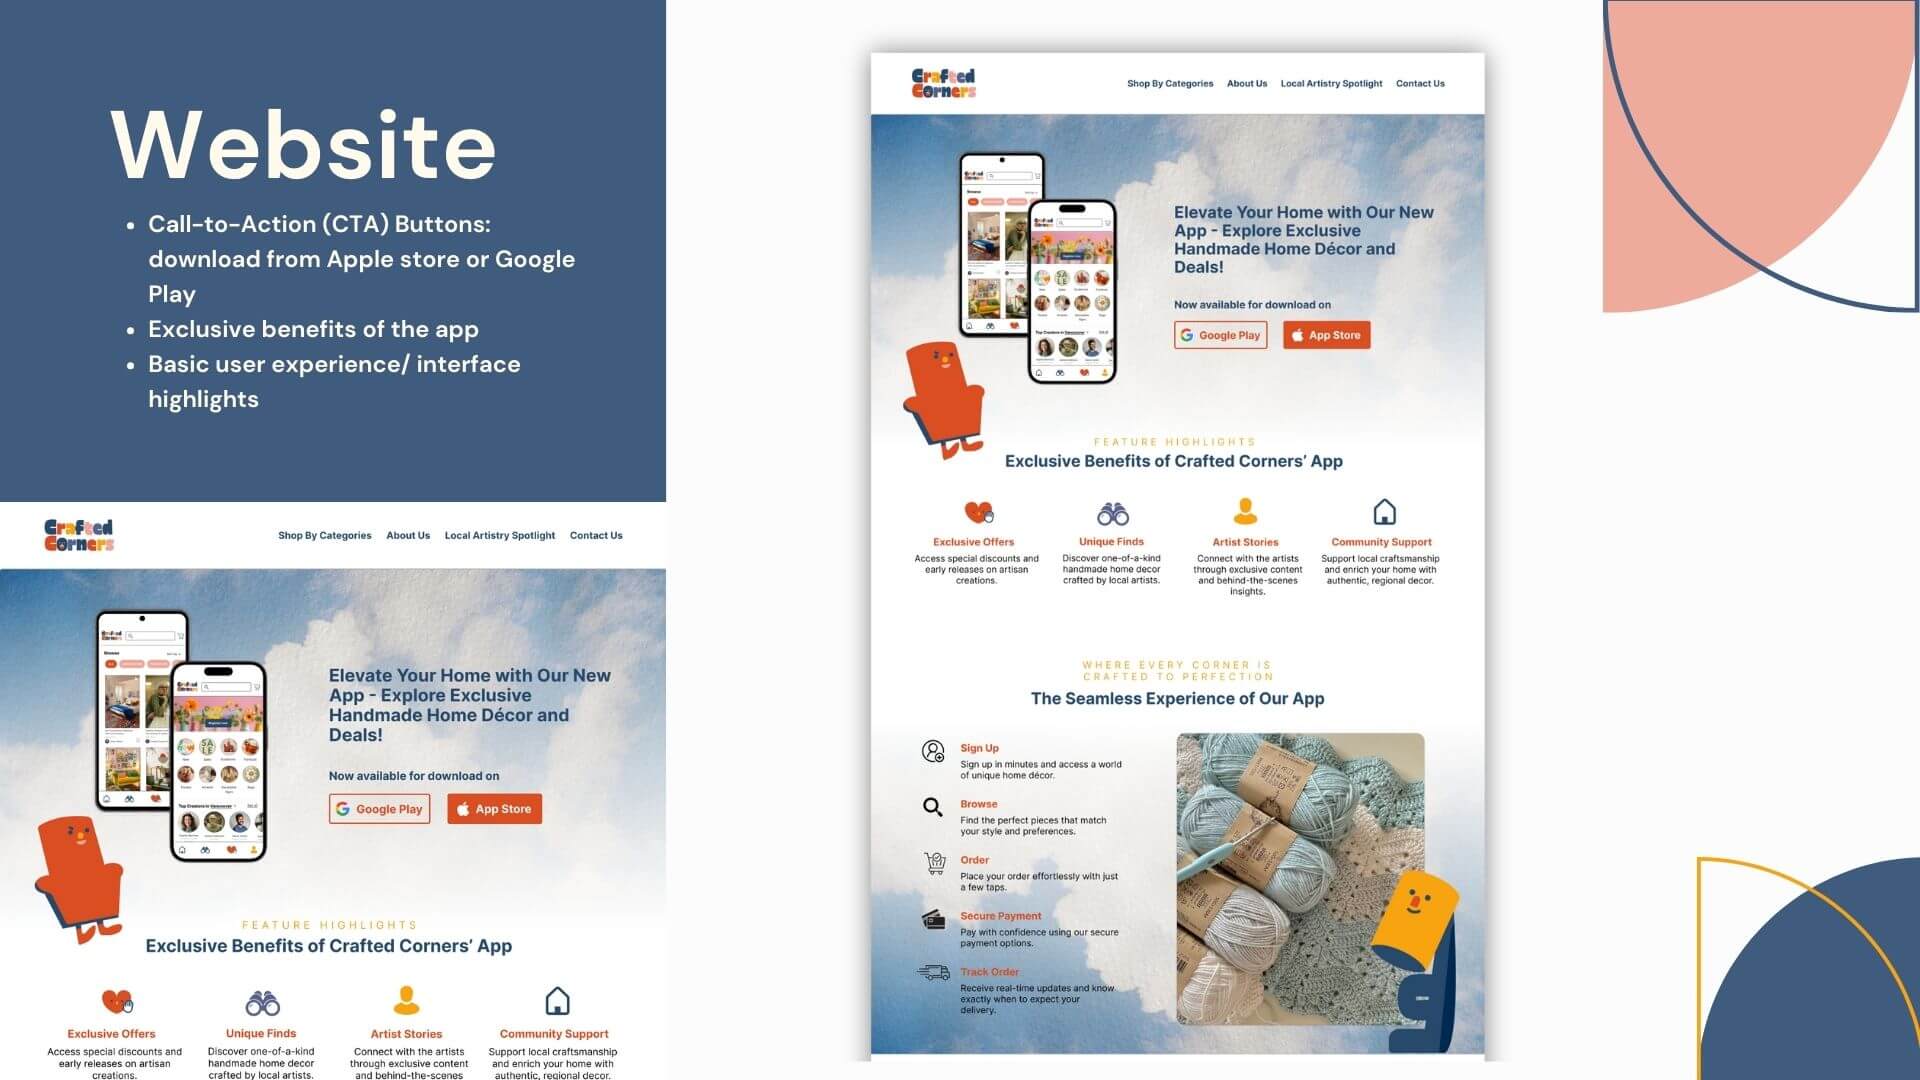 Website
• Call-to-Action (CTA) Buttons:
download from Apple store or Google
Play
• Exclusive benefits of the app
• Basic user experience/ interface
highlights
Crafted
Corners
Shop By Categories About Us Local Artistry Spotlight Contact Us
Elevate Your Home with Our New
App - Explore Exclusive
Handmade Home Décor and
Deals!
Now available for download on
Google Play App Store
FEATURE HIGHLIGHTS
Exclusive Benefits of Crafted Corners' App
Exclusive Offers
Access special discounts and
early releases on artisan
creations.
Unique Finds
Discover one-of-a-kind
handmade home decor
crafted by local artists.
Artist Stories
Connect with the artists
through exclusive content
and behind-the-scenes
Community Support
Support local craftsmanship
and enrich your home with
authentic, regional decor.
Crafted
Corners
Shop By Categories About Us Local Artistry Spotlight Contact Us
Elevate Your Home with Our New
App - Explore Exclusive
Handmade Home Décor and
Deals!
Now available for download on
Google Play App Store
FEATURE HIGHLIGHTS
Exclusive Benefits of Crafted Corners' App
Exclusive Offers
Access special discounts and
early releases on artisan
creations.
Unique Finds
Discover one-of-a-kind
handmade home decor
crafted by local artists.
Artist Stories
Connect with the artists
through exclusive content
and behind-the-scenes
insights.
Community Support
Support local craftsmanship
and enrich your home with
authentic, regional decor.
WHERE EVERY CORNER IS
CRAFTED TO PERFECTION
The Seamless Experience of Our App
Sign Up
Sign up in minutes and access a world
of unique home décor.
Browse
Find the perfect pieces that match
your style and preferences.
Order
Place your order effortlessly with just
a few taps.
Secure Payment
Pay with confidence using our secure
payment options.
Track Order
Receive real-time updates and know
exactly when to expect your
delivery.